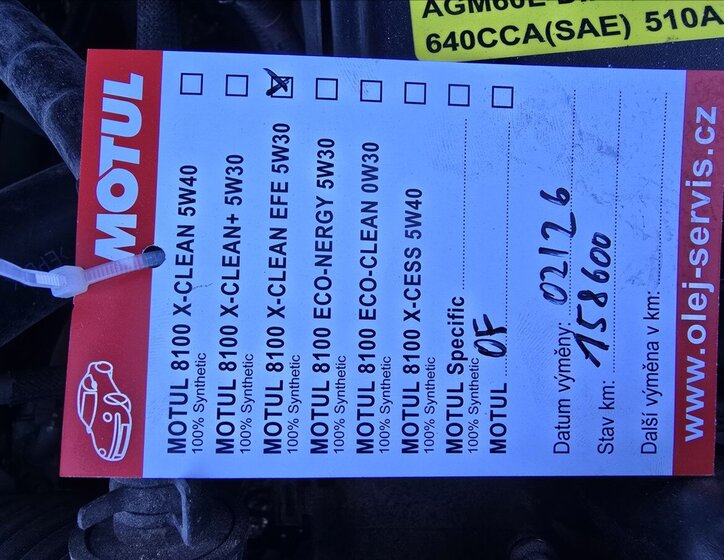 AGM60L
640CCA(SAE) 510A
MOTUL
MOTUL 8100 X-CLEAN 5W40
100% Synthetic
MOTUL 8100 X-CLEAN+ 5W30
100% Synthetic
MOTUL 8100 X-CLEAN EFE 5W30
100% Synthetic
MOTUL 8100 ECO-NERGY 5W30
100% Synthetic
MOTUL 8100 ECO-CLEAN 0W30
100% Synthetic
MOTUL 8100 X-CESS 5W40
100% Synthetic
MOTUL Specific
100% Synthetic
MOTUL OF
Datum výměny: 02/26
Stav km: 158600
Další výměna v km:
www.olej-servis.cz